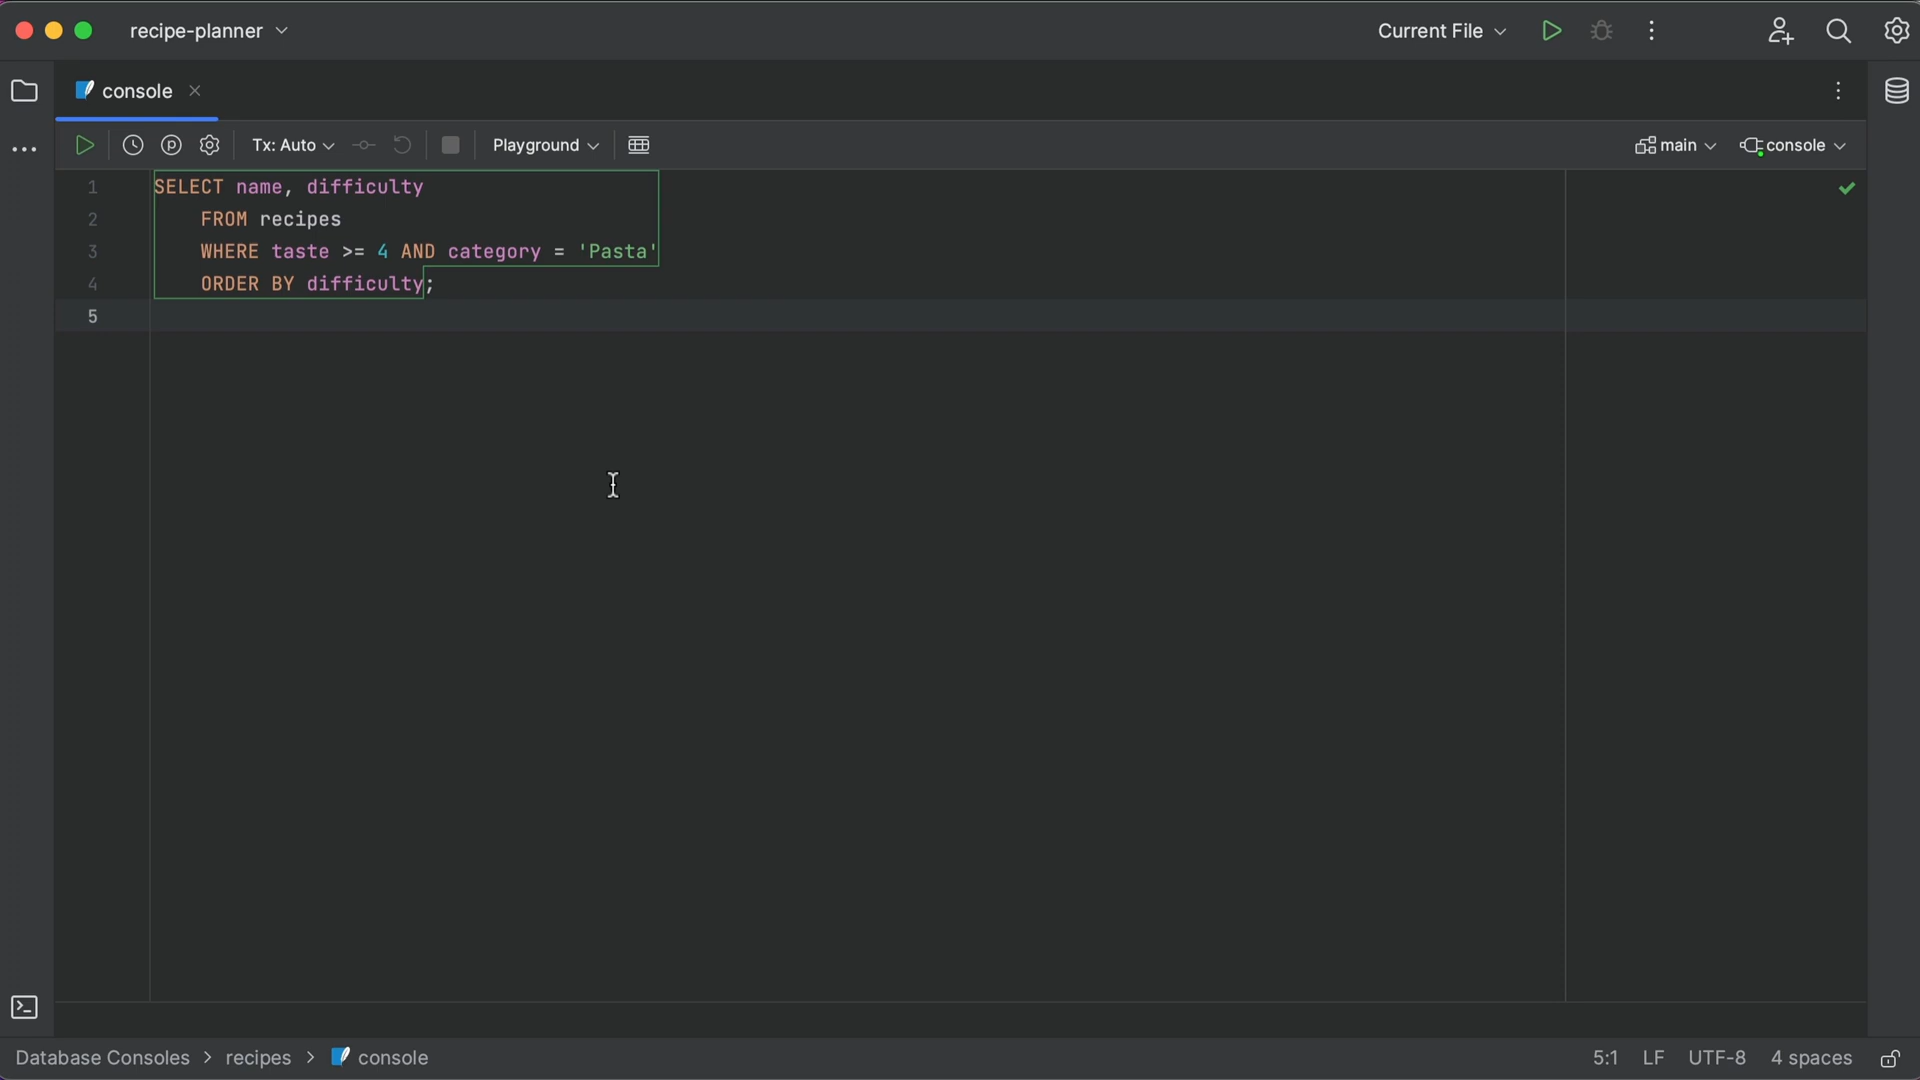 recipe-planner
Current File
console
Tx: Auto
Playground
main
console
1 SELECT name, difficulty
2 FROM recipes
3 WHERE taste >= 4 AND category = 'Pasta'
4 ORDER BY difficulty;
5
Database Consoles > recipes > console
5:1 LF UTF-8 4 spaces